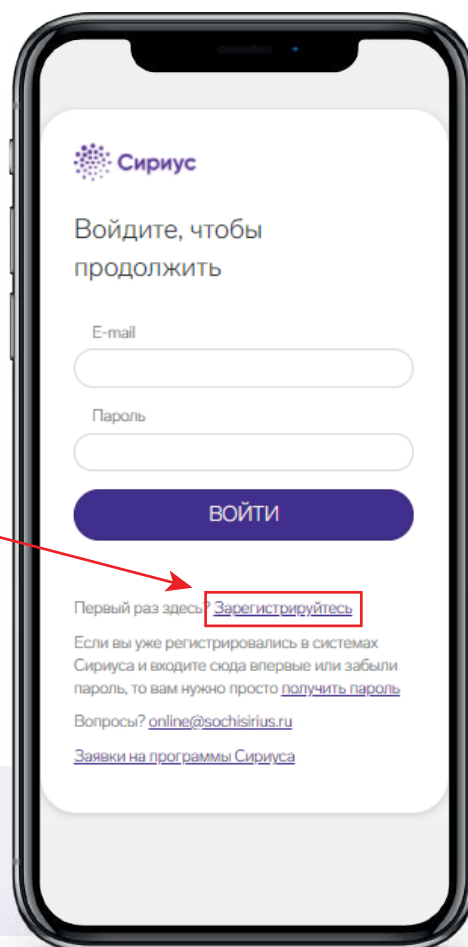 Сириус
Войдите, чтобы
продолжить
E-mail
Пароль
ВОЙТИ
Первый раз здесь? Зарегистрируйтесь
Если вы уже регистрировались в системах
Сириуса и входите сюда впервые или забыли
пароль, то вам нужно просто получить пароль
Вопросы? online@sochisirius.ru
Заявки на программы Сириуса